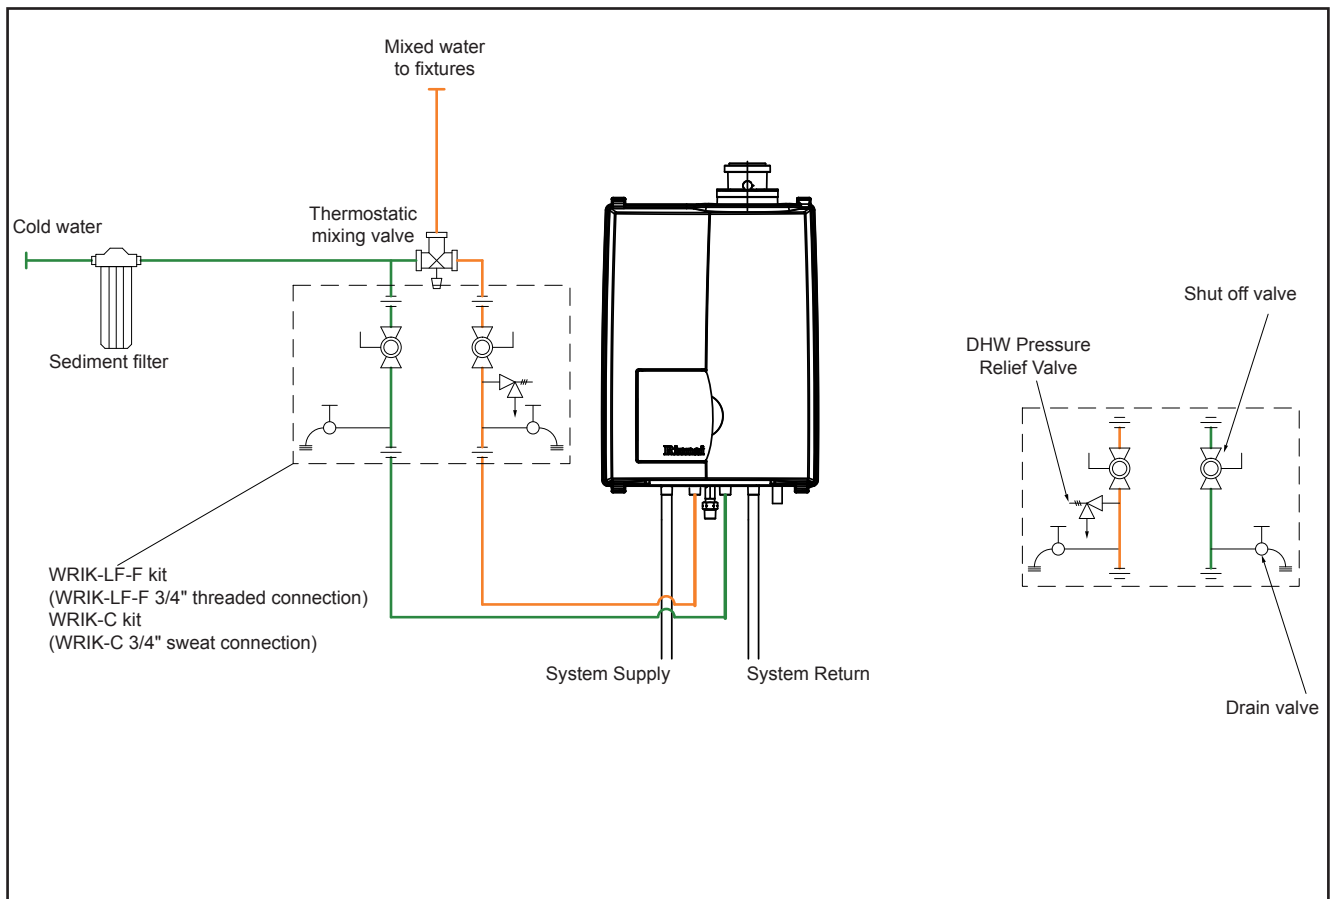 Mixed water
to fixtures
Cold water
Thermostatic
mixing valve
Sediment filter
Shut off valve
DHW Pressure
Relief Valve
Rinnai
WRIK-LF-F kit
(WRIK-LF-F 3/4" threaded connection)
WRIK-C kit
(WRIK-C 3/4" sweat connection)
System Supply
System Return
Drain valve